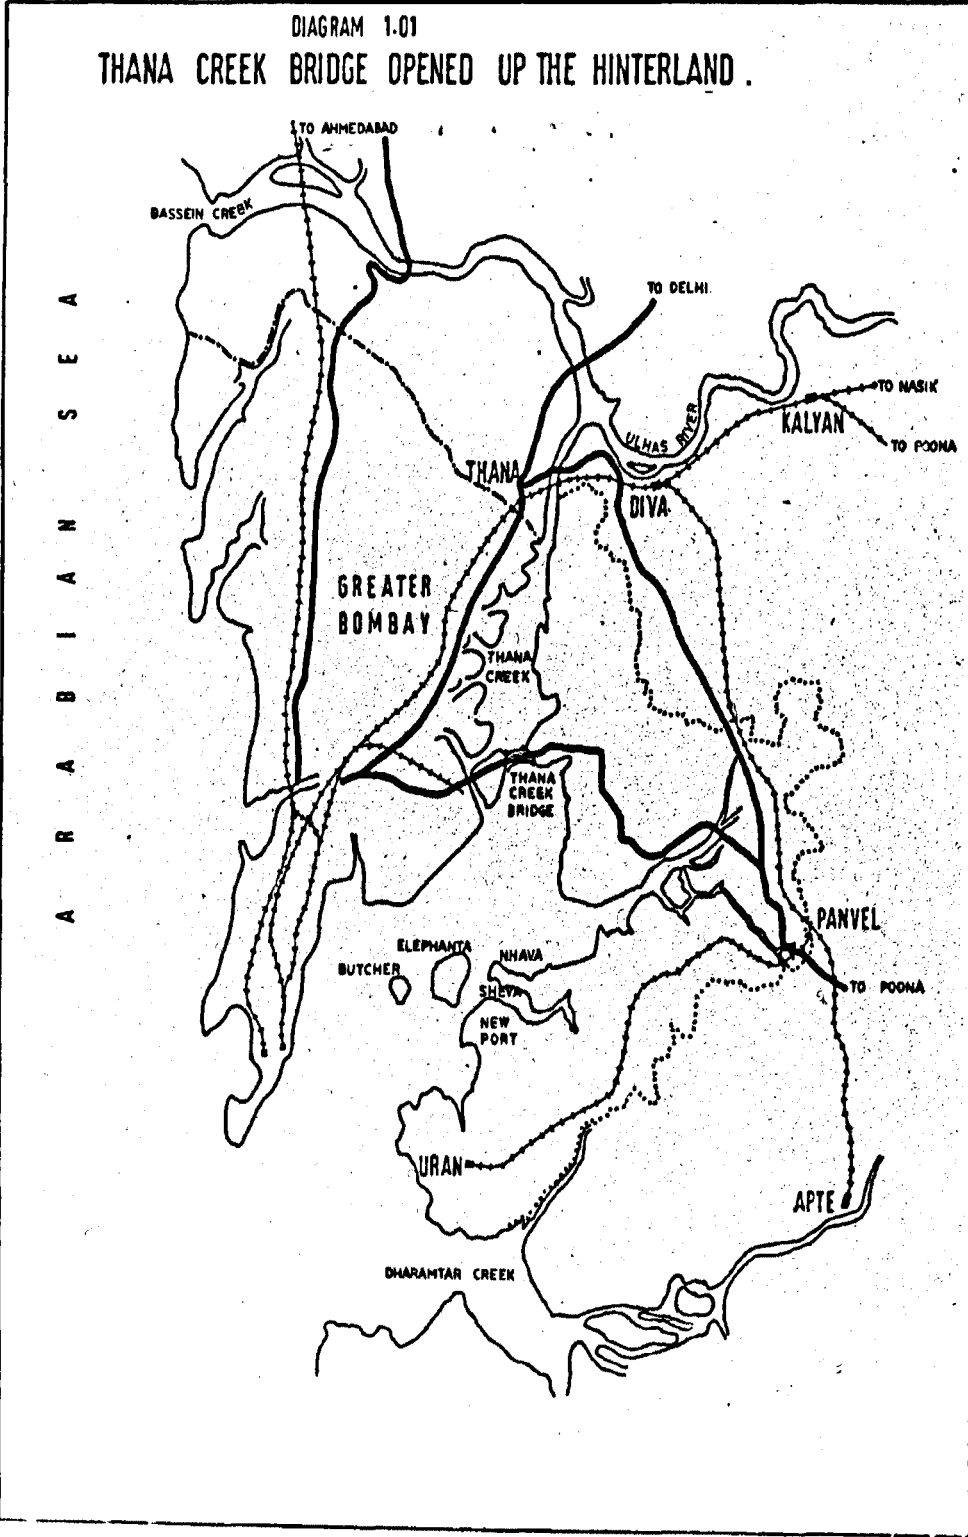 DIAGRAM 1.01
THANA CREEK BRIDGE OPENED UP THE HINTERLAND.
TO AHMEDABAD
BASSEIN CREEK
TO DELHI
ARABIAN SEA
TO NASIK
KALYAN
ULHAS RIVER
TO POONA
THANA
DIVA
GREATER
BOMBAY
THANA
CREEK
THANA
CREEK
BRIDGE
PANVEL
ELEPHANTA
NHAVA
BUTCHER
SHEVA
TO POONA
NEW
PORT
URAN
APTE
DHARAMTAR CREEK